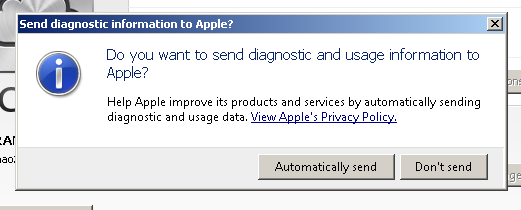 Send diagnostic information to Apple?
Do you want to send diagnostic and usage information to
Apple?
Help Apple improve its products and services by automatically sending
diagnostic and usage data. View Apple's Privacy Policy.
Automatically send
Don't send